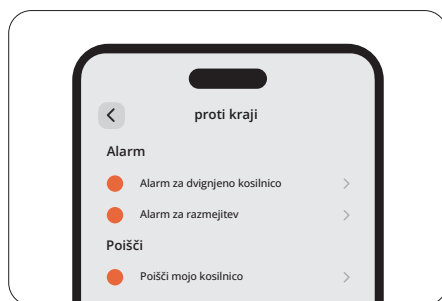 proti kraji
Alarm
Alarm za dvignjeno kosilnico
Alarm za razmejitev
Poišči
Poišči mojo kosilnico